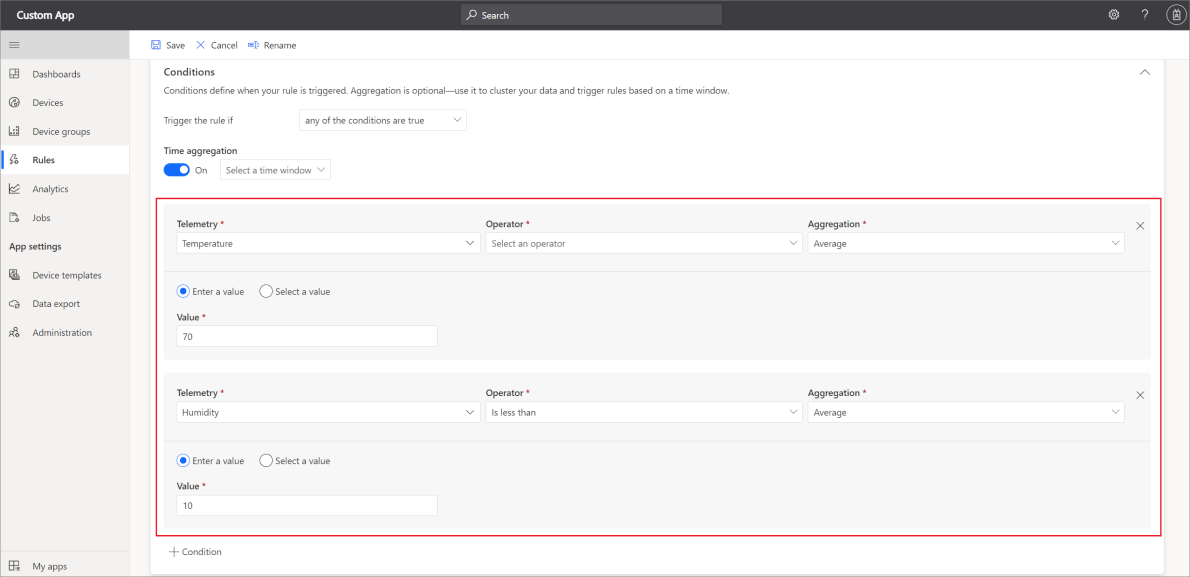 Custom App
Search
?
Save Cancel Rename
Dashboards
Devices
Device groups
Rules
Analytics
Jobs
App settings
Device templates
Data export
Administration
My apps
Conditions
Conditions define when your rule is triggered. Aggregation is optional—use it to cluster your data and trigger rules based on a time window.
Trigger the rule if any of the conditions are true
Time aggregation
On Select a time window
Telemetry * Operator * Aggregation *
Temperature Select an operator Average
Enter a value Select a value
Value *
70
Telemetry * Operator * Aggregation *
Humidity Is less than Average
Enter a value Select a value
Value *
10
+ Condition